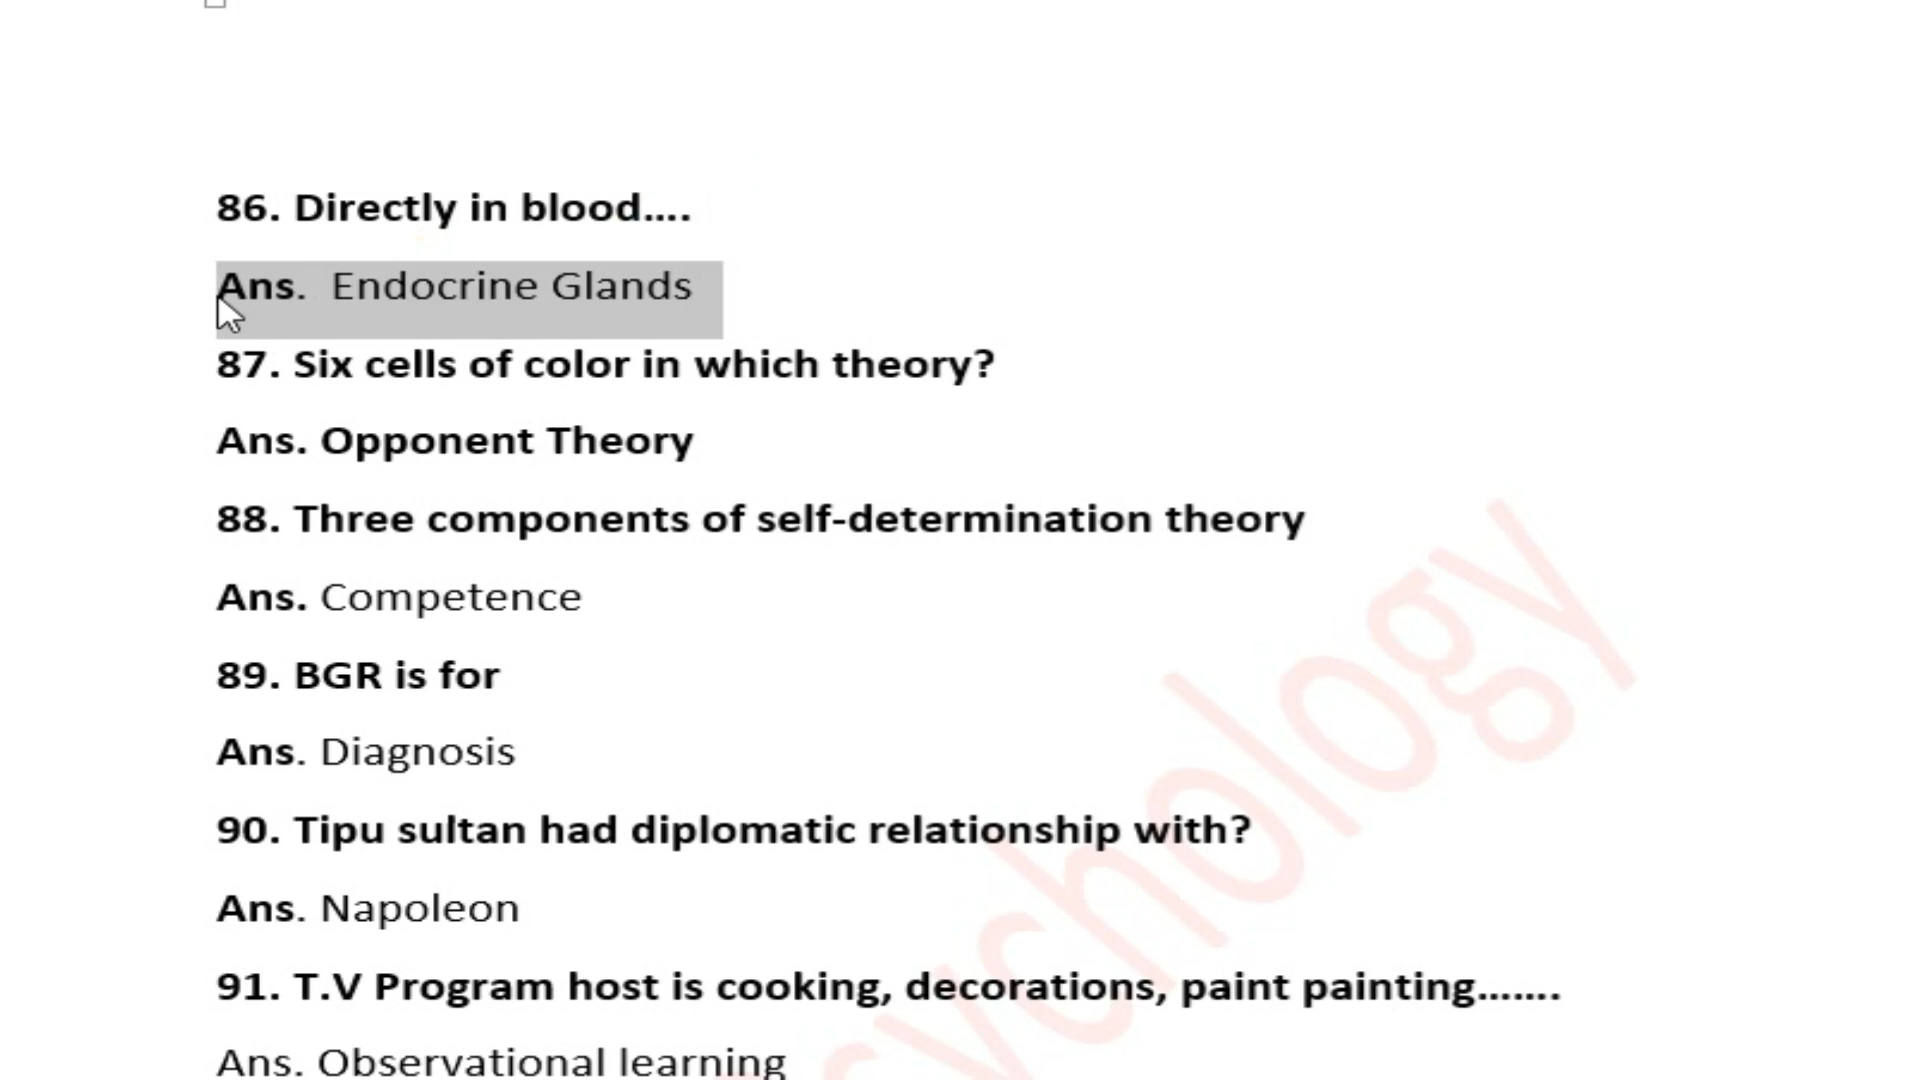 86. Directly in blood....
Ans.  Endocrine Glands
87. Six cells of color in which theory?
Ans. Opponent Theory
88. Three components of self-determination theory
Ans. Competence
89. BGR is for
Ans. Diagnosis
90. Tipu sultan had diplomatic relationship with?
Ans. Napoleon
91. T.V Program host is cooking, decorations, paint painting.......
Ans. Observational learning
ychology